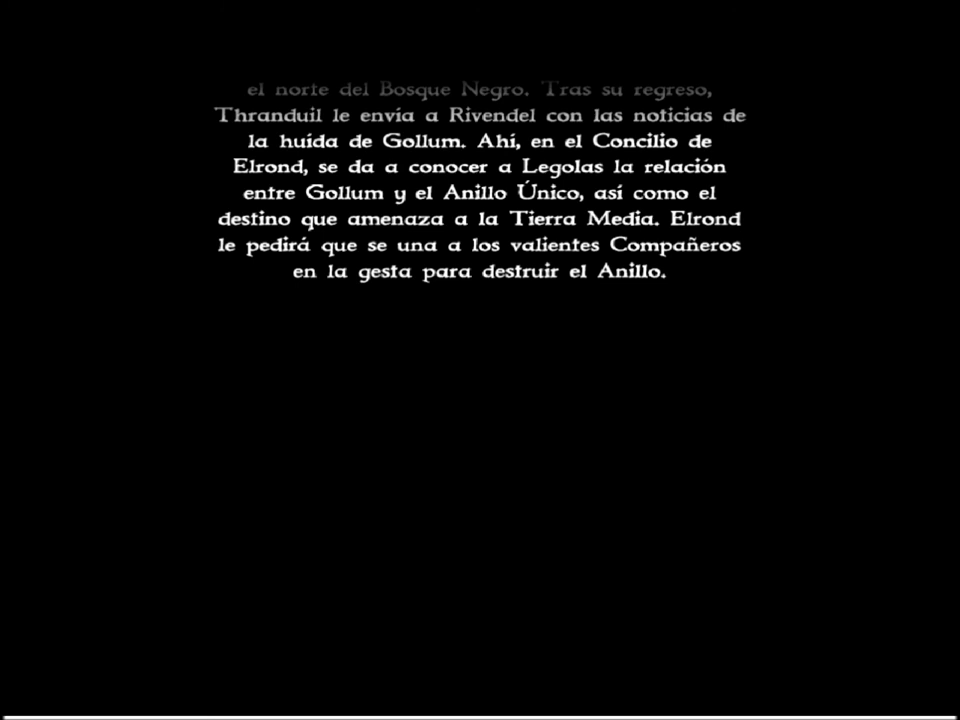 el norte del Bosque Negro. Tras su regreso,
Thranduil le envía a Rivendel con las noticias de
la huída de Gollum. Ahí, en el Concilio de
Elrond, se da a conocer a Legolas la relación
entre Gollum y el Anillo Único, así como el
destino que amenaza a la Tierra Media. Elrond
le pedirá que se una a los valientes Compañeros
en la gesta para destruir el Anillo.